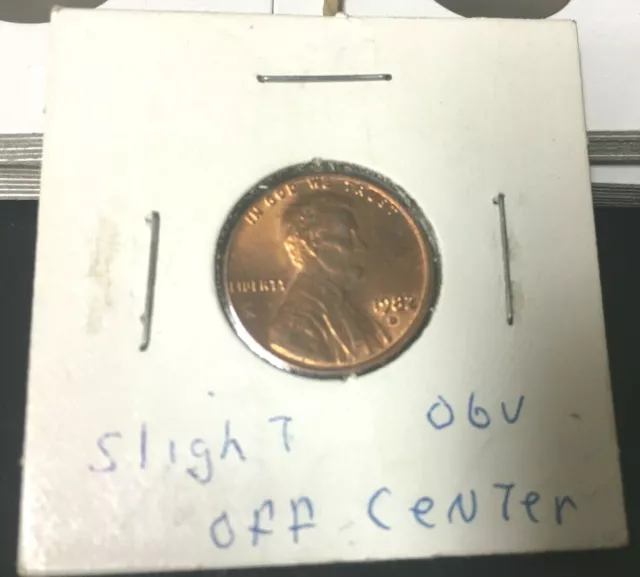 IN GOD WE TRUST
LIBERTY
1982
D
Slight
obv
off center